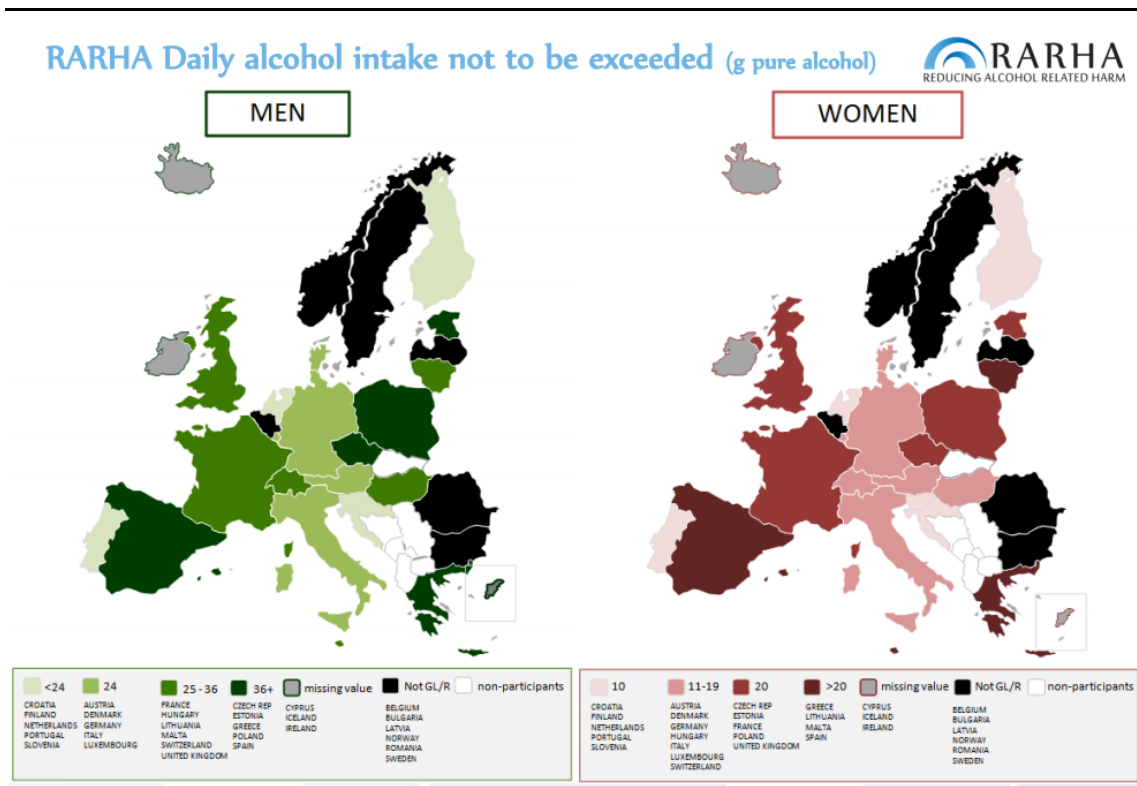 RARHA Daily alcohol intake not to be exceeded (g pure alcohol)
RARHA
REDUCING ALCOHOL RELATED HARM
MEN
WOMEN
<24
CROATIA
FINLAND
NETHERLANDS
PORTUGAL
SLOVENIA
24
AUSTRIA
DENMARK
GERMANY
ITALY
LUXEMBOURG
25 - 36
FRANCE
HUNGARY
LITHUANIA
MALTA
SWITZERLAND
UNITED KINGDOM
36+
CZECH REP
ESTONIA
GREECE
POLAND
SPAIN
missing value
CYPRUS
ICELAND
IRELAND
Not GL/R
BELGIUM
BULGARIA
LATVIA
NORWAY
ROMANIA
SWEDEN
non-participants
10
CROATIA
FINLAND
NETHERLANDS
PORTUGAL
SLOVENIA
11-19
AUSTRIA
DENMARK
GERMANY
HUNGARY
ITALY
LUXEMBOURG
SWITZERLAND
20
CZECH REP
ESTONIA
FRANCE
POLAND
UNITED KINGDOM
>20
GREECE
LITHUANIA
MALTA
SPAIN
missing value
CYPRUS
ICELAND
IRELAND
Not GL/R
BELGIUM
BULGARIA
LATVIA
NORWAY
ROMANIA
SWEDEN
non-participants